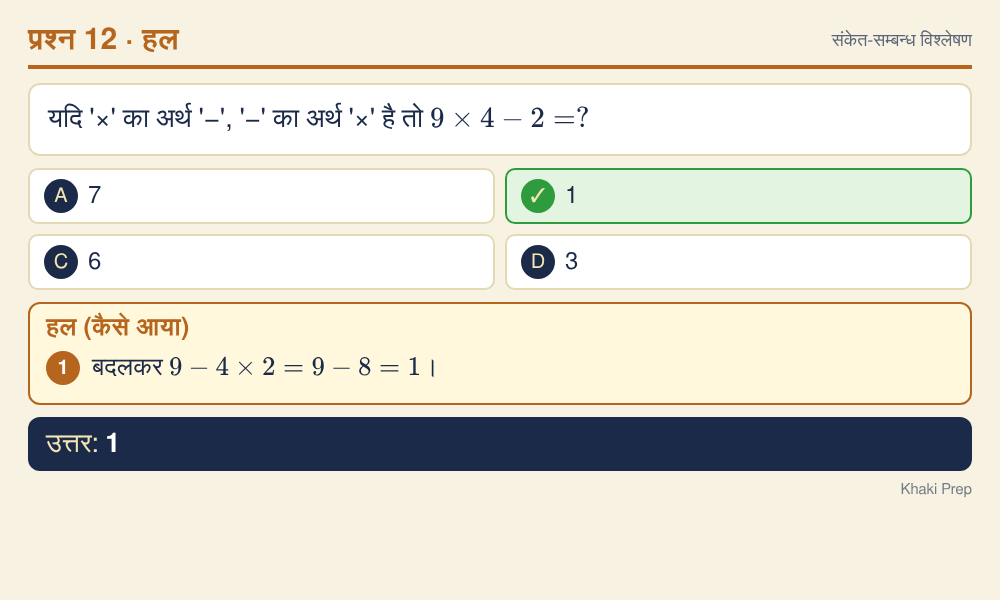 प्रश्न 12 · हल
संकेत-सम्बन्ध विश्लेषण
यदि '×' का अर्थ '−', '−' का अर्थ '×' है तो 9 × 4 − 2 =?
A 7
✓ 1
C 6
D 3
हल (कैसे आया)
1 बदलकर 9 − 4 × 2 = 9 − 8 = 1।
उत्तर: 1
Khaki Prep